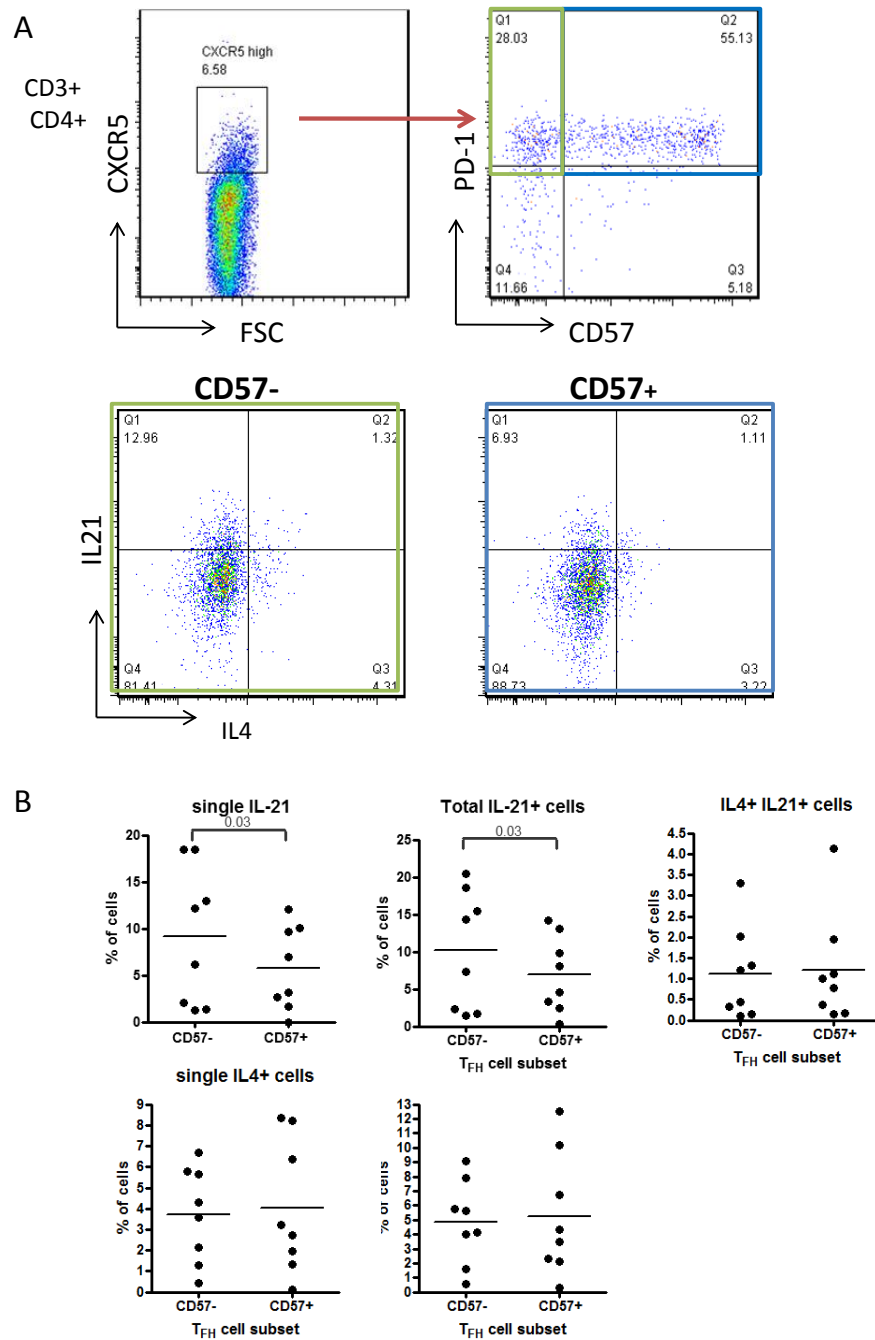 A
CD3+
CD4+
CXCR5
CXCR5 high
6.58
FSC
PD-1
Q1
28.03
Q2
55.13
Q4
11.66
Q3
5.18
CD57
CD57-
CD57+
IL21
Q1
12.96
Q2
1.32
Q4
81.41
Q3
4.31
IL4
Q1
6.93
Q2
1.11
Q4
88.73
Q3
3.22
B
single IL-21
0.03
% of cells
20
15
10
5
0
CD57- CD57+
Total IL-21+ cells
0.03
% of cells
25
20
15
10
5
0
CD57- CD57+
TFH cell subset
IL4+ IL21+ cells
% of cells
4.5
4.0
3.5
3.0
2.5
2.0
1.5
1.0
0.5
0.0
CD57- CD57+
TFH cell subset
single IL4+ cells
% of cells
9
8
7
6
5
4
3
2
1
0
CD57- CD57+
TFH cell subset
% of cells
13
12
11
10
9
8
7
6
5
4
3
2
1
0
CD57- CD57+
TFH cell subset